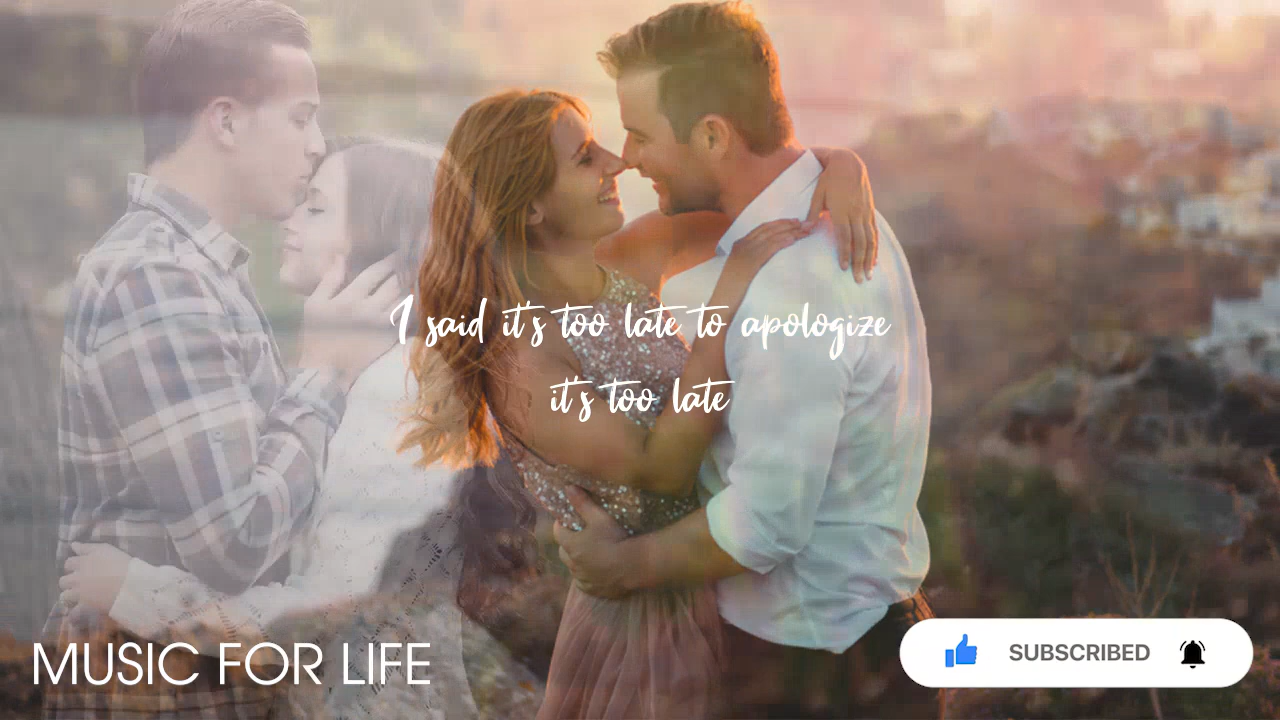 I said it's too late to apologize
it's too late
MUSIC FOR LIFE
SUBSCRIBED